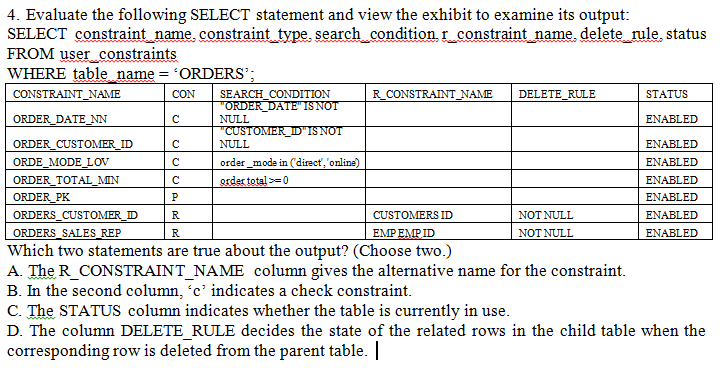 4. Evaluate the following SELECT statement and view the exhibit to examine its output:
SELECT constraint_name, constraint_type, search_condition, r_constraint_name, delete_rule, status
FROM user_constraints
WHERE table_name = ‘ORDERS’;
CONSTRAINT_NAME CON SEARCH_CONDITION R_CONSTRAINT_NAME DELETE_RULE STATUS
"ORDER_DATE" IS NOT
ORDER_DATE_NN C NULL ENABLED
"CUSTOMER_ID" IS NOT
ORDER_CUSTOMER_ID C NULL ENABLED
ORDE_MODE_LOV C order _mode in ('direct', 'online) ENABLED
ORDER_TOTAL_MIN C order total >= 0 ENABLED
ORDER_PK P ENABLED
ORDERS_CUSTOMER_ID R CUSTOMERS ID NOT NULL ENABLED
ORDERS_SALES_REP R EMP EMP ID NOT NULL ENABLED
Which two statements are true about the output? (Choose two.)
A. The R_CONSTRAINT_NAME column gives the alternative name for the constraint.
B. In the second column, ‘c’ indicates a check constraint.
C. The STATUS column indicates whether the table is currently in use.
D. The column DELETE_RULE decides the state of the related rows in the child table when the
corresponding row is deleted from the parent table.